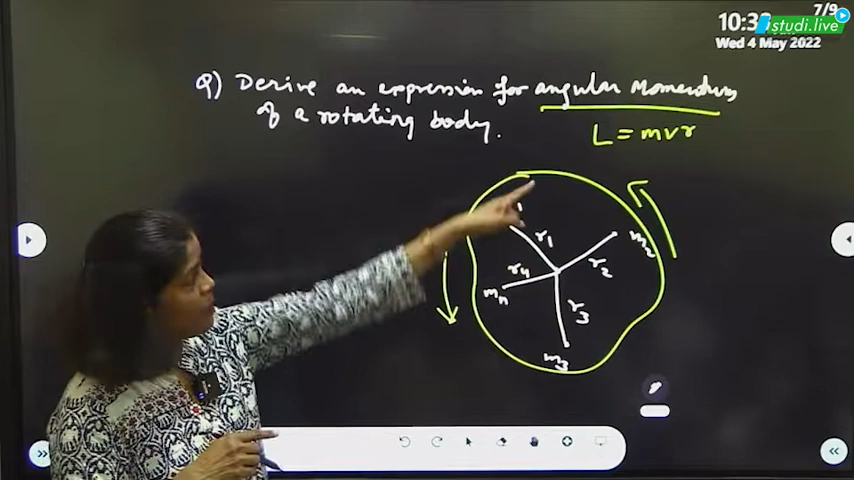 7/9
10:38
studi.live
Wed 4 May 2022
Q) Derive an expression for angular momentum
of a rotating body.
L = mvr
r1
m2
r2
r4
mn
r3
m3